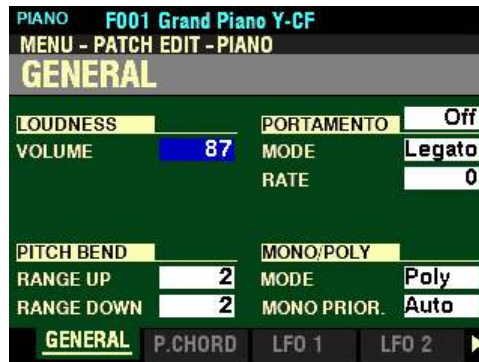 PIANO F001 Grand Piano Y-CF
MENU - PATCH EDIT - PIANO
GENERAL
LOUDNESS
VOLUME 87
PORTAMENTO Off
MODE Legato
RATE 0
PITCH BEND
RANGE UP 2
RANGE DOWN 2
MONO/POLY
MODE Poly
MONO PRIOR. Auto
GENERAL P.CHORD LFO 1 LFO 2